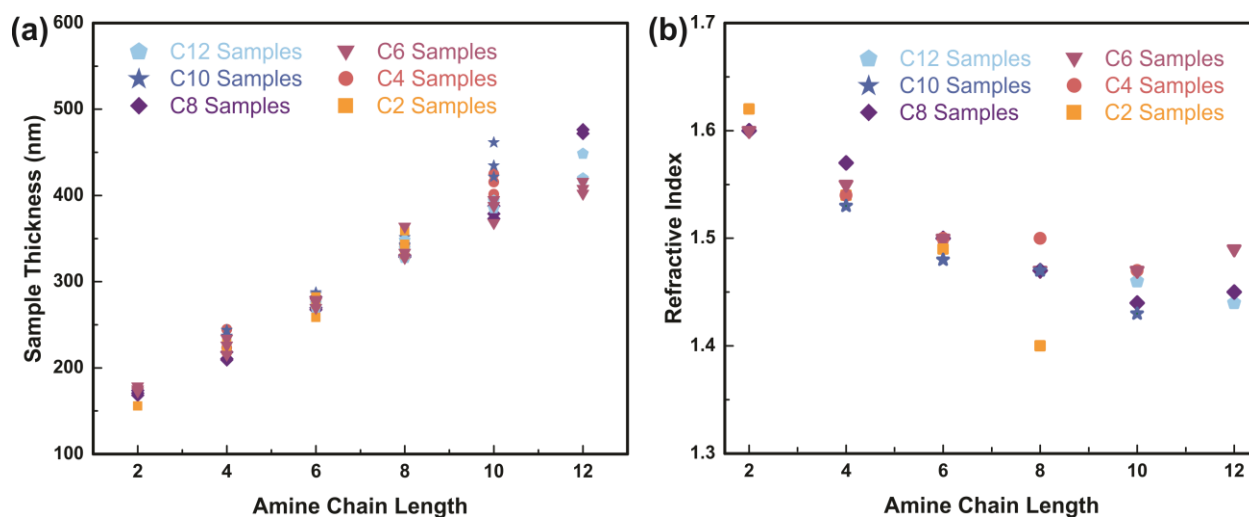 (a)
600
500
400
300
200
100
Sample Thickness (nm)
C12 Samples
C10 Samples
C8 Samples
C6 Samples
C4 Samples
C2 Samples
2 4 6 8 10 12
Amine Chain Length
(b)
1.7
1.6
1.5
1.4
1.3
Refractive Index
C12 Samples
C10 Samples
C8 Samples
C6 Samples
C4 Samples
C2 Samples
2 4 6 8 10 12
Amine Chain Length